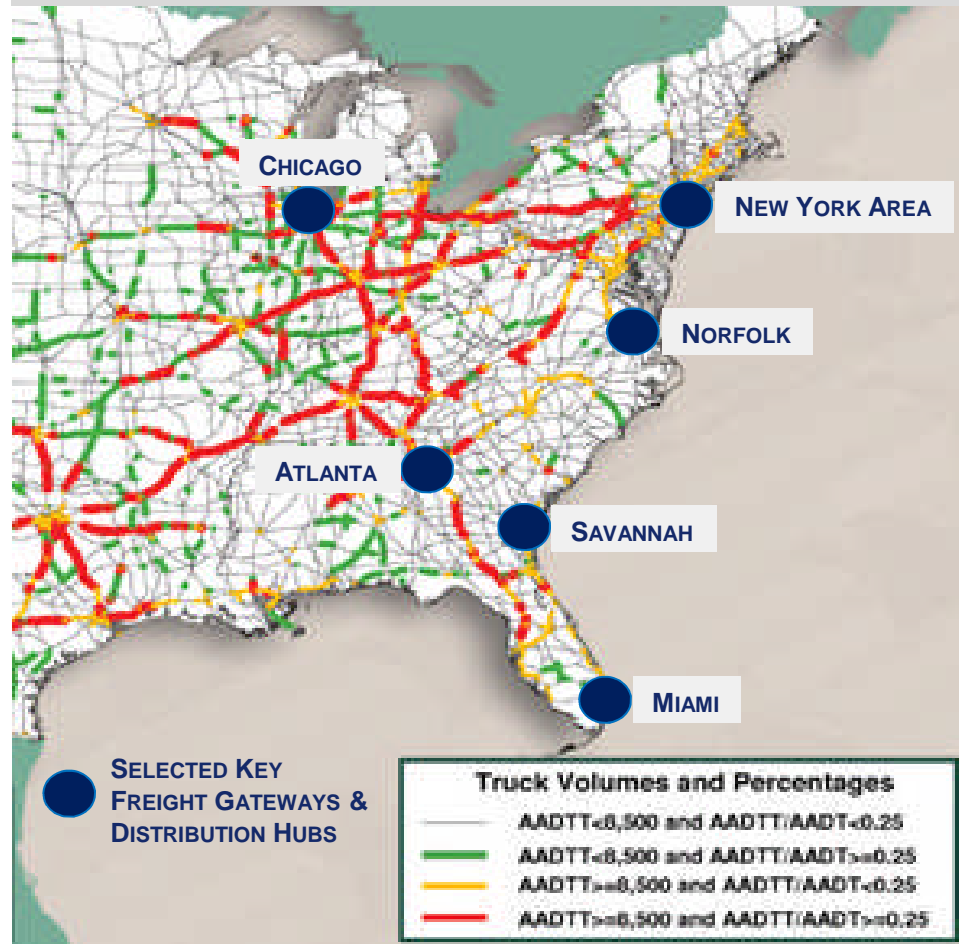 CHICAGO
NEW YORK AREA
NORFOLK
ATLANTA
SAVANNAH
MIAMI
SELECTED KEY
FREIGHT GATEWAYS &
DISTRIBUTION HUBS
Truck Volumes and Percentages
AADTT<8,500 and AADTT/AADT<0.25
AADTT<8,500 and AADTT/AADT>=0.25
AADTT>=8,500 and AADTT/AADT<0.25
AADTT>=8,500 and AADTT/AADT>=0.25